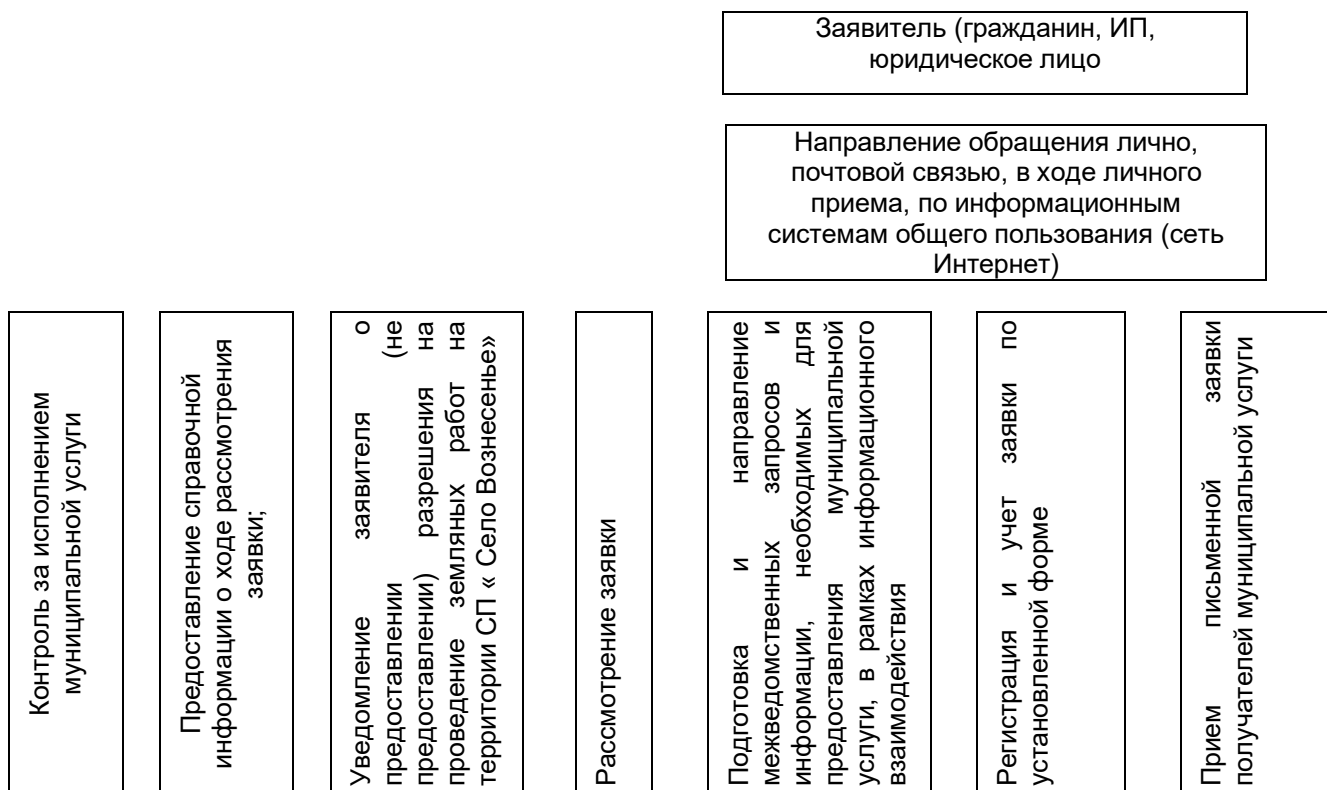 Заявитель (гражданин, ИП,
юридическое лицо
Направление обращения лично,
почтовой связью, в ходе личного
приема, по информационным
системам общего пользования (сеть
Интернет)
Контроль за исполнением
муниципальной услуги
Предоставление справочной
информации о ходе рассмотрения
заявки;
Уведомление заявителя о
предоставлении (не
предоставлении) разрешения на
проведение земляных работ на
территории СП « Село Вознесенье»
Рассмотрение заявки
Подготовка и направление
межведомственных запросов и
информации, необходимых для
предоставления муниципальной
услуги, в рамках информационного
взаимодействия
Регистрация и учет заявки по
установленной форме
Прием письменной заявки
получателей муниципальной услуги